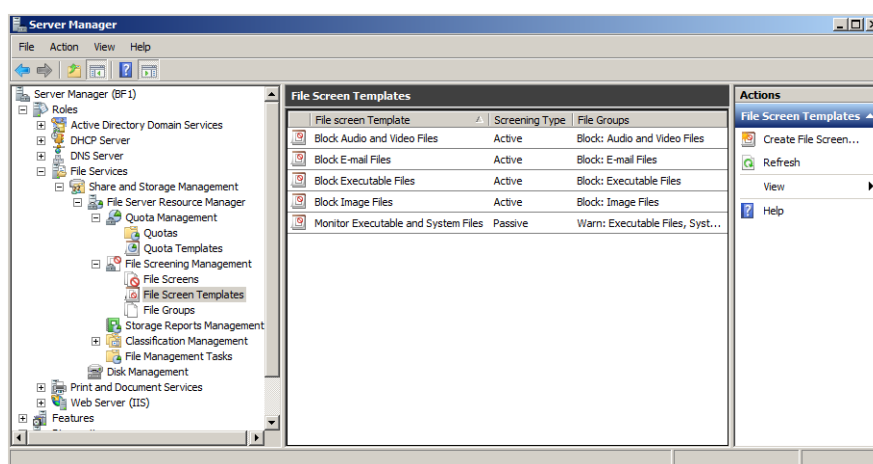 Server Manager
File Action View Help
Server Manager (BF1)
Roles
Active Directory Domain Services
DHCP Server
DNS Server
File Services
Share and Storage Management
File Server Resource Manager
Quota Management
Quotas
Quota Templates
File Screening Management
File Screens
File Screen Templates
File Groups
Storage Reports Management
Classification Management
File Management Tasks
Disk Management
Print and Document Services
Web Server (IIS)
Features
File Screen Templates
File screen Template Screening Type File Groups
Block Audio and Video Files Active Block: Audio and Video Files
Block E-mail Files Active Block: E-mail Files
Block Executable Files Active Block: Executable Files
Block Image Files Active Block: Image Files
Monitor Executable and System Files Passive Warn: Executable Files, Syst...
Actions
File Screen Templates
Create File Screen...
Refresh
View
Help